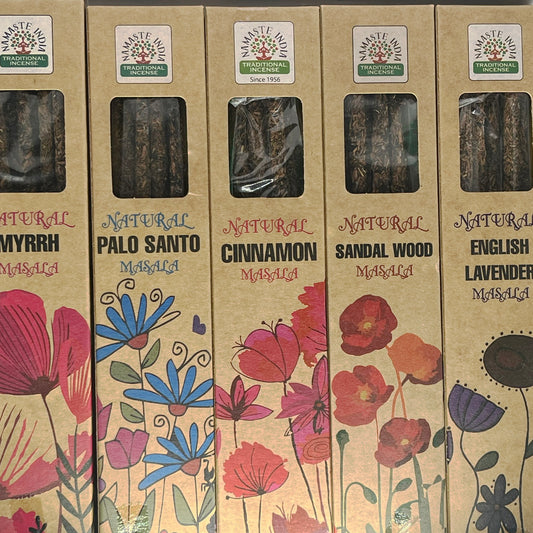 NAMASTE INDIA
TRADITIONAL
INCENSE
NATURAL
MYRRH
MASALA
NAMASTE INDIA
TRADITIONAL
INCENSE
NATURAL
PALO SANTO
MASALA
NAMASTE INDIA
TRADITIONAL
INCENSE
Since 1956
NATURAL
CINNAMON
MASALA
NAMASTE INDIA
TRADITIONAL
INCENSE
NATURAL
SANDAL WOOD
MASALA
NAMASTE INDIA
TRADITIONAL
INCENSE
NATURAL
ENGLISH
LAVENDER
MASALA